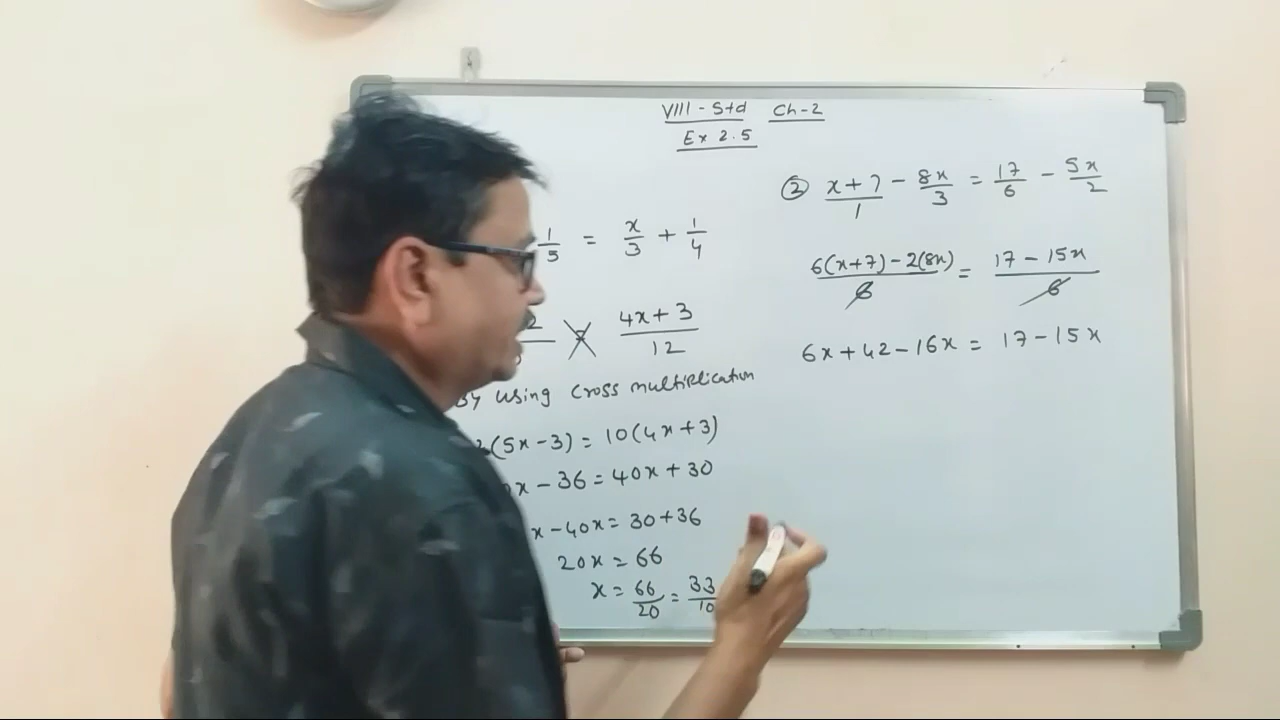 VIII - Std Ch-2
Ex 2.5
1/5 = x/3 + 1/4
4x + 3 / 12
By using cross multiplication
(5x - 3) = 10(4x + 3)
x - 36 = 40x + 30
x - 40x = 30 + 36
20x = 66
x = 66/20 = 33/10
② x + 7 / 1 - 8x/3 = 17/6 - 5x/2
6(x+7) - 2(8x) / 6 = 17 - 15x / 6
6x + 42 - 16x = 17 - 15x